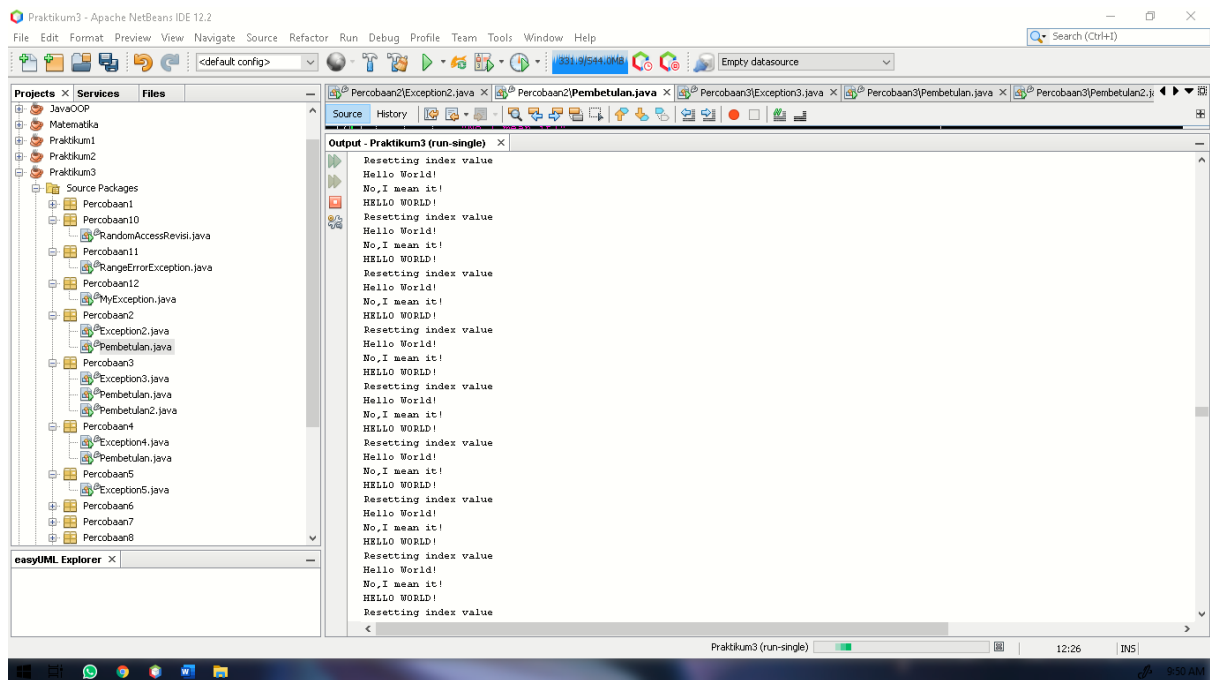 Praktikum3 - Apache NetBeans IDE 12.2
File Edit Format Preview View Navigate Source Refactor Run Debug Profile Team Tools Window Help
Search (Ctrl+I)
<default config>
331.9/544.0MB
Empty datasource
Projects Services Files
JavaOOP
Matematika
Praktikum1
Praktikum2
Praktikum3
Source Packages
Percobaan1
Percobaan10
RandomAccessRevisi.java
Percobaan11
RangeErrorException.java
Percobaan12
MyException.java
Percobaan2
Exception2.java
Pembetulan.java
Percobaan3
Exception3.java
Pembetulan.java
Pembetulan2.java
Percobaan4
Exception4.java
Pembetulan.java
Percobaan5
Exception5.java
Percobaan6
Percobaan7
Percobaan8
easyUML Explorer
Percobaan2\Exception2.java Percobaan2\Pembetulan.java Percobaan3\Exception3.java Percobaan3\Pembetulan.java Percobaan3\Pembetulan2.j
Source History
Output - Praktikum3 (run-single)
Resetting index value
Hello World!
No,I mean it!
HELLO WORLD!
Resetting index value
Hello World!
No,I mean it!
HELLO WORLD!
Resetting index value
Hello World!
No,I mean it!
HELLO WORLD!
Resetting index value
Hello World!
No,I mean it!
HELLO WORLD!
Resetting index value
Hello World!
No,I mean it!
HELLO WORLD!
Resetting index value
Hello World!
No,I mean it!
HELLO WORLD!
Resetting index value
Hello World!
No,I mean it!
HELLO WORLD!
Resetting index value
Hello World!
No,I mean it!
HELLO WORLD!
Resetting index value
Praktikum3 (run-single)
12:26 INS
9:50 AM